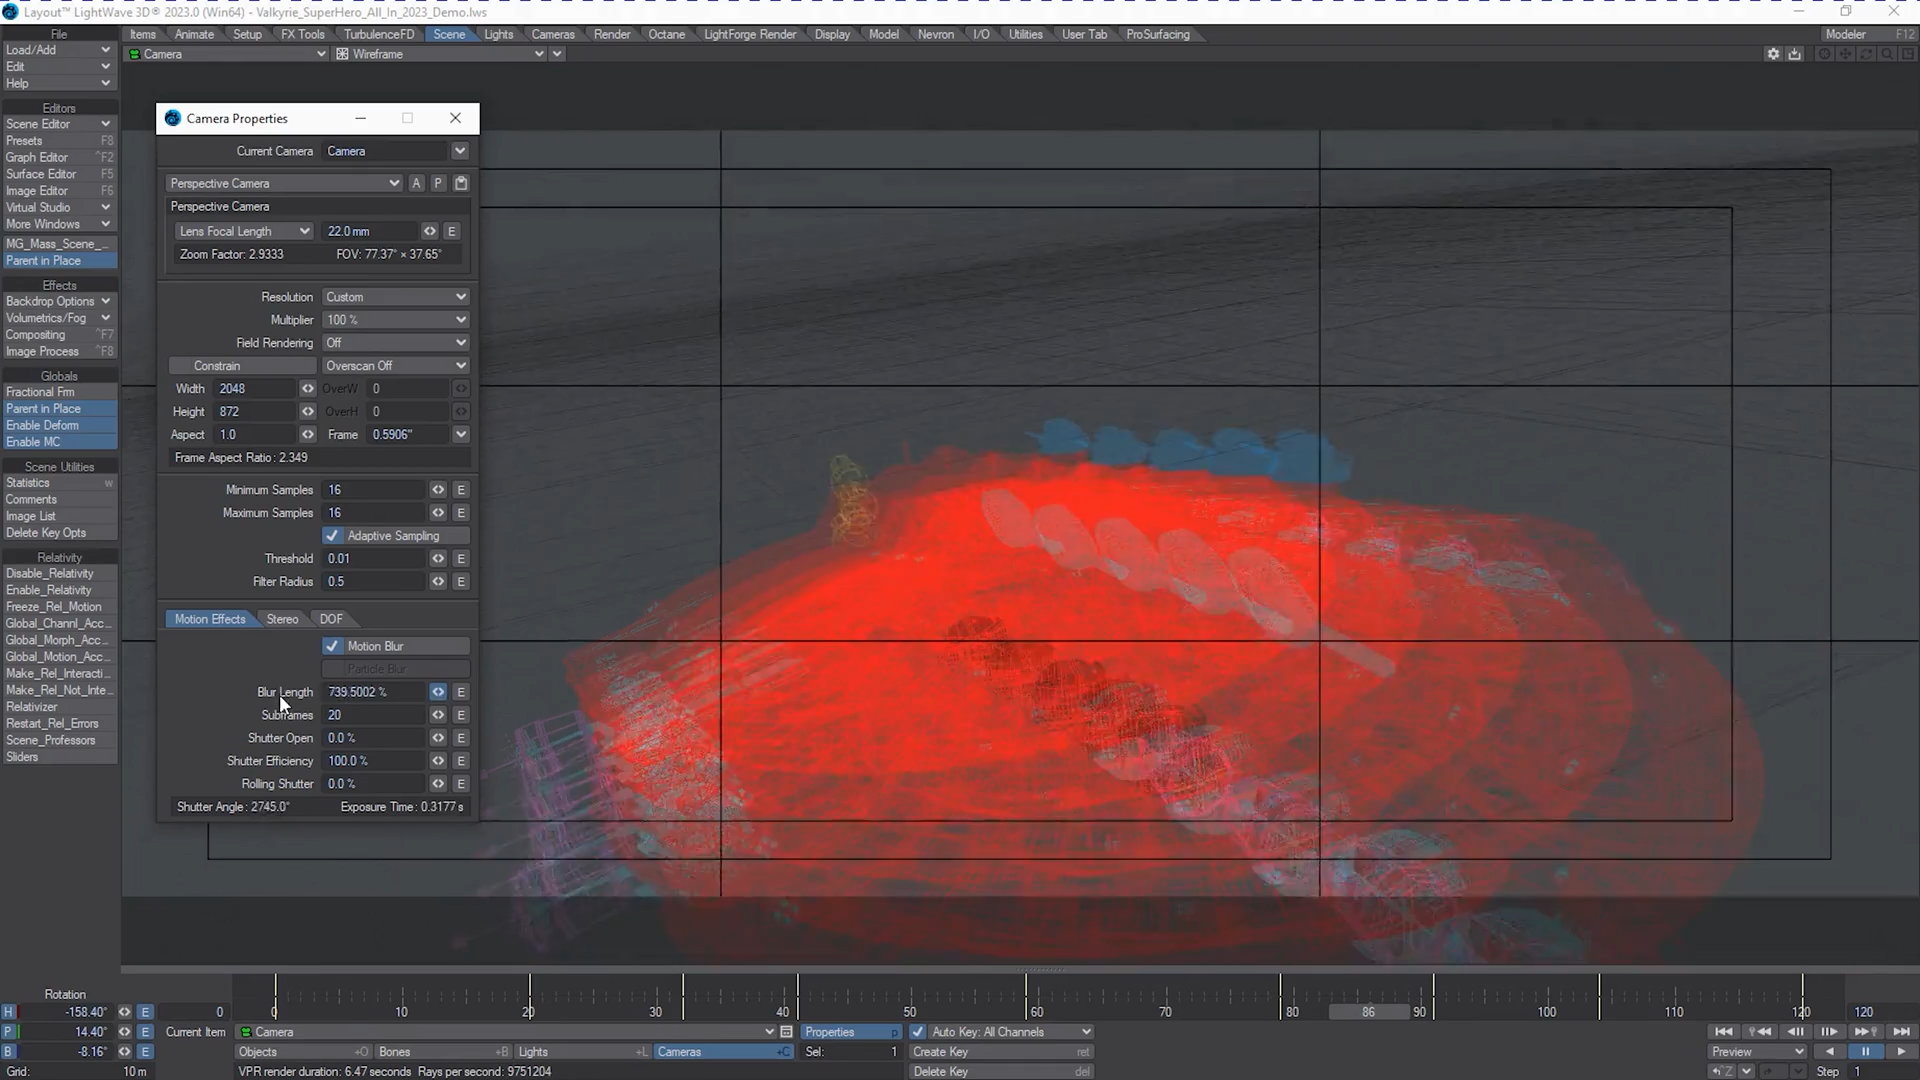 Layout™ LightWave 3D® 2023.0 (Win64) - Valkyrie_SuperHero_All_In_2023_Demo.lws
File Items Animate Setup FX Tools TurbulenceFD Scene Lights Cameras Render Octane LightForge Render Display Model Nevron I/O Utilities User Tab ProSurfacing Modeler F12
Load/Add Camera Wireframe
Edit
Help
Editors
Scene Editor
Presets F8
Graph Editor ^F2
Surface Editor F5
Image Editor F6
Virtual Studio
More Windows
MG_Mass_Scene_...
Parent in Place
Effects
Backdrop Options
Volumetrics/Fog
Compositing ^F7
Image Process ^F8
Globals
Fractional Frm
Parent in Place
Enable Deform
Enable MC
Scene Utilities
Statistics w
Comments
Image List
Delete Key Opts
Relativity
Disable_Relativity
Enable_Relativity
Freeze_Rel_Motion
Global_Channl_Acc...
Global_Morph_Acc...
Global_Motion_Acc...
Make_Rel_Interacti...
Make_Rel_Not_Inte...
Relativizer
Restart_Rel_Errors
Scene_Professors
Sliders
Camera Properties
Current Camera Camera
Perspective Camera A P
Perspective Camera
Lens Focal Length 22.0 mm E
Zoom Factor: 2.9333 FOV: 77.37° × 37.65°
Resolution Custom
Multiplier 100 %
Field Rendering Off
Constrain Overscan Off
Width 2048 OverW 0
Height 872 OverH 0
Aspect 1.0 Frame 0.5906"
Frame Aspect Ratio : 2.349
Minimum Samples 16 E
Maximum Samples 16 E
Adaptive Sampling
Threshold 0.01 E
Filter Radius 0.5 E
Motion Effects Stereo DOF
Motion Blur
Particle Blur
Blur Length 739.5002 % E
Subframes 20 E
Shutter Open 0.0 % E
Shutter Efficiency 100.0 % E
Rolling Shutter 0.0 % E
Shutter Angle : 2745.0° Exposure Time : 0.3177 s
Rotation
H -158.40° E 0 0 10 20 30 40 50 60 70 80 86 90 100 110 120 120
P 14.40° E Current Item Camera Properties p Auto Key: All Channels
B -8.16° E Objects +O Bones +B Lights +L Cameras +C Sel: 1 Create Key ret Preview
Grid: 10 m VPR render duration: 6.47 seconds Rays per second: 9751204 Delete Key del ^Z Step 1